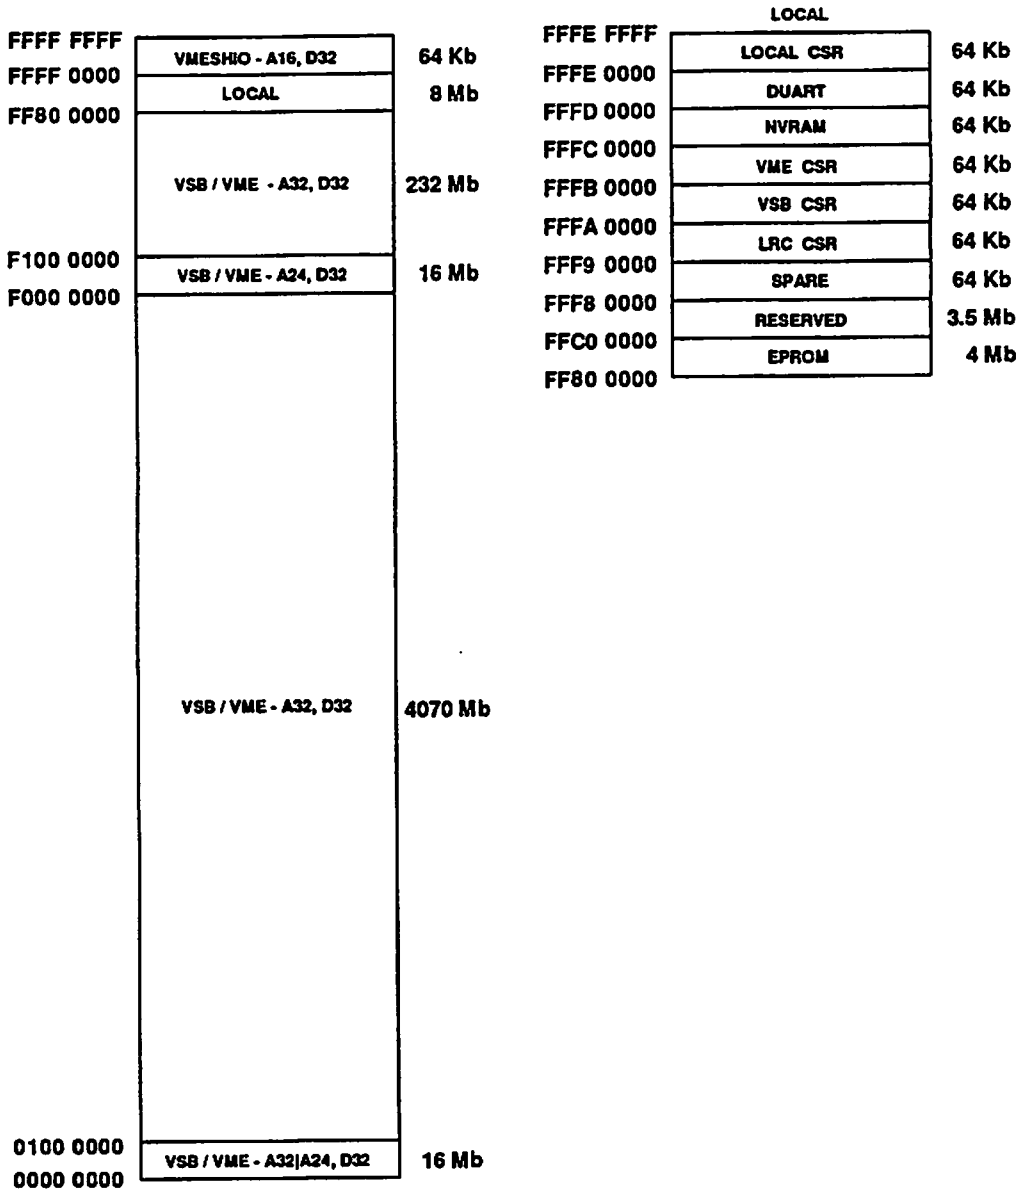 FFFF FFFF
VMESHIO - A16, D32
64 Kb
FFFF 0000
LOCAL
8 Mb
FF80 0000
VSB / VME - A32, D32
232 Mb
F100 0000
VSB / VME - A24, D32
16 Mb
F000 0000
VSB / VME - A32, D32
4070 Mb
0100 0000
VSB / VME - A32|A24, D32
16 Mb
0000 0000
LOCAL
FFFE FFFF
LOCAL CSR
64 Kb
FFFE 0000
DUART
64 Kb
FFFD 0000
NVRAM
64 Kb
FFFC 0000
VME CSR
64 Kb
FFFB 0000
VSB CSR
64 Kb
FFFA 0000
LRC CSR
64 Kb
FFF9 0000
SPARE
64 Kb
FFF8 0000
RESERVED
3.5 Mb
FFC0 0000
EPROM
4 Mb
FF80 0000